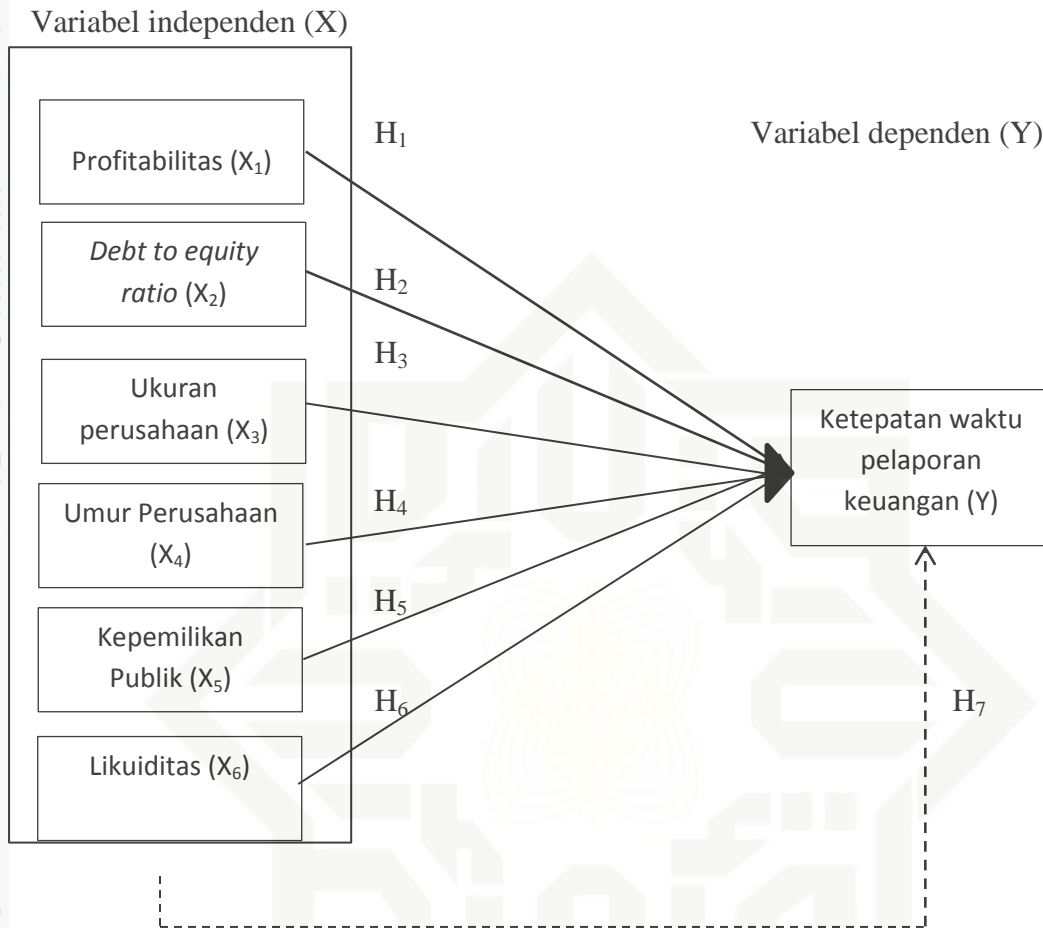 Variabel independen (X)
H₁
Variabel dependen (Y)
Profitabilitas (X₁)
Debt to equity
ratio (X₂)
H₂
H₃
Ukuran
perusahaan (X₃)
Ketepatan waktu
pelaporan
keuangan (Y)
Umur Perusahaan
(X₄)
H₄
Kepemilikan
Publik (X₅)
H₅
H₆
H₇
Likuiditas (X₆)